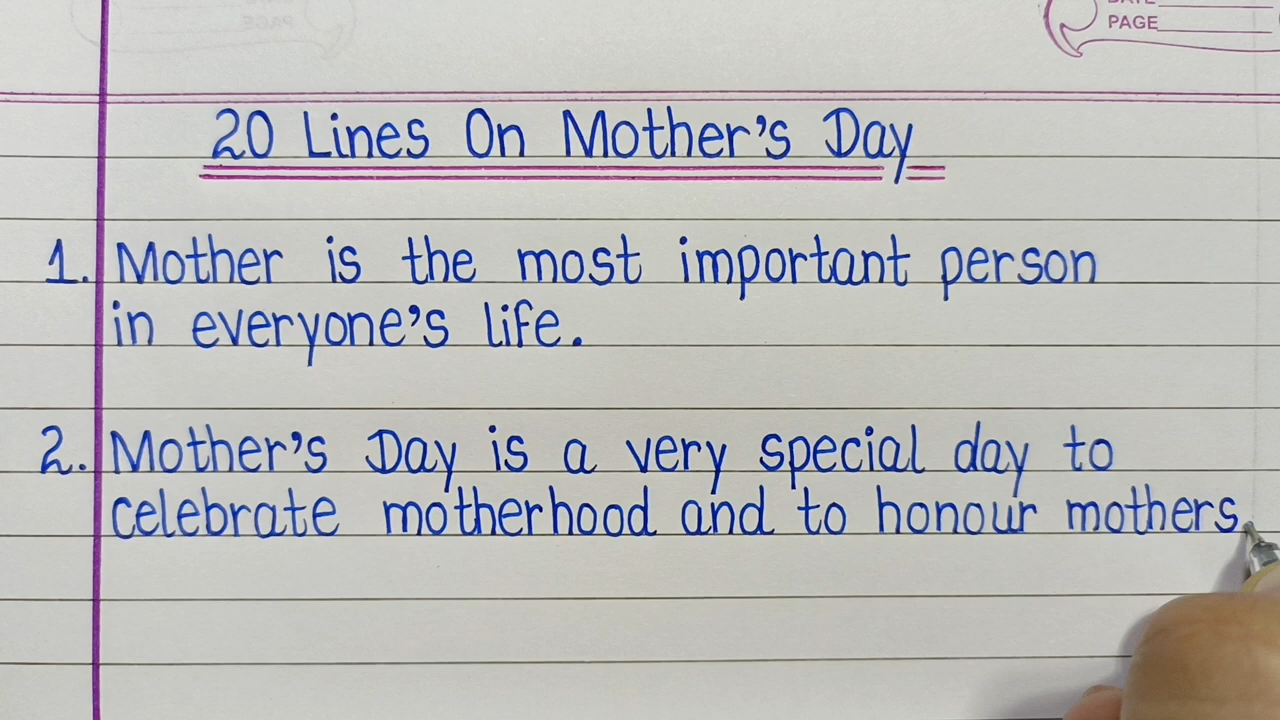 PAGE
20 Lines On Mother's Day
1. Mother is the most important person
in everyone's life.
2. Mother's Day is a very special day to
celebrate motherhood and to honour mothers.